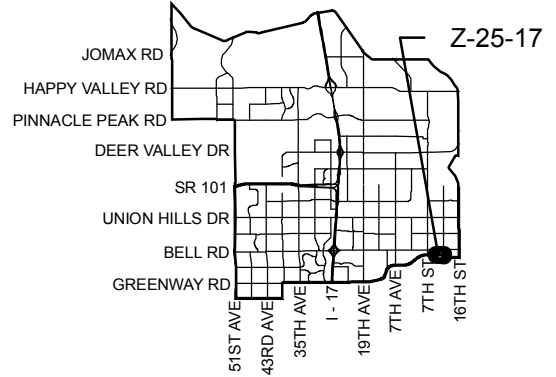 Z-25-17
JOMAX RD
HAPPY VALLEY RD
PINNACLE PEAK RD
DEER VALLEY DR
SR 101
UNION HILLS DR
BELL RD
GREENWAY RD
51ST AVE
43RD AVE
35TH AVE
I - 17
19TH AVE
7TH AVE
7TH ST
16TH ST